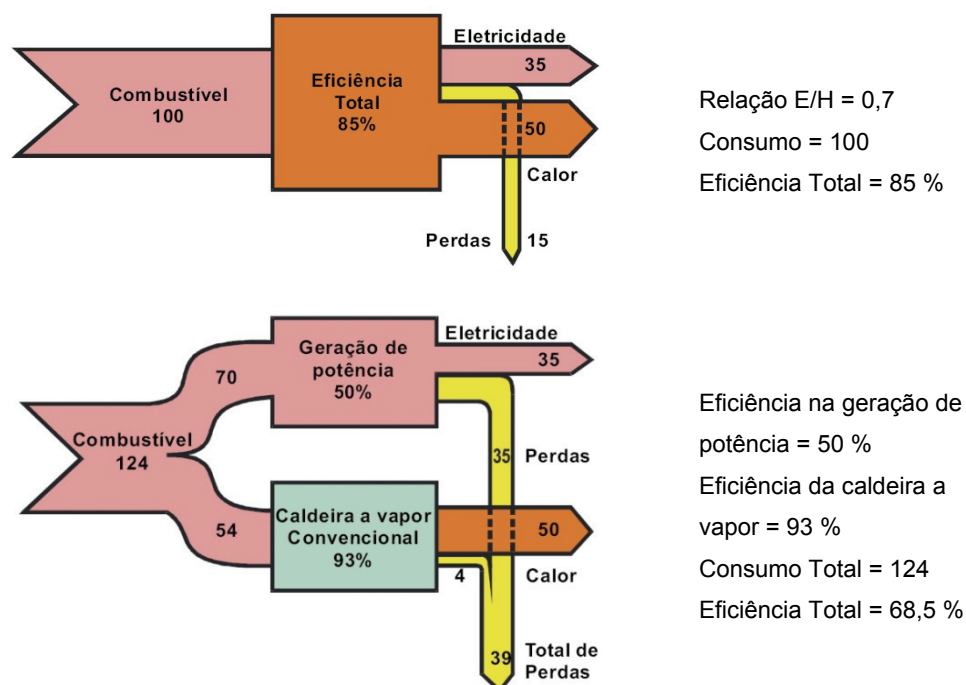 Eletricidade
35
Combustível
100
Eficiência
Total
85%
50
Calor
Perdas 15
Relação E/H = 0,7
Consumo = 100
Eficiência Total = 85 %
Eletricidade
35
Geração de
potência
50%
70
Combustível
124
35 Perdas
54
Caldeira a vapor
Convencional
93%
50
4
Calor
39
Total de
Perdas
Eficiência na geração de
potência = 50 %
Eficiência da caldeira a
vapor = 93 %
Consumo Total = 124
Eficiência Total = 68,5 %